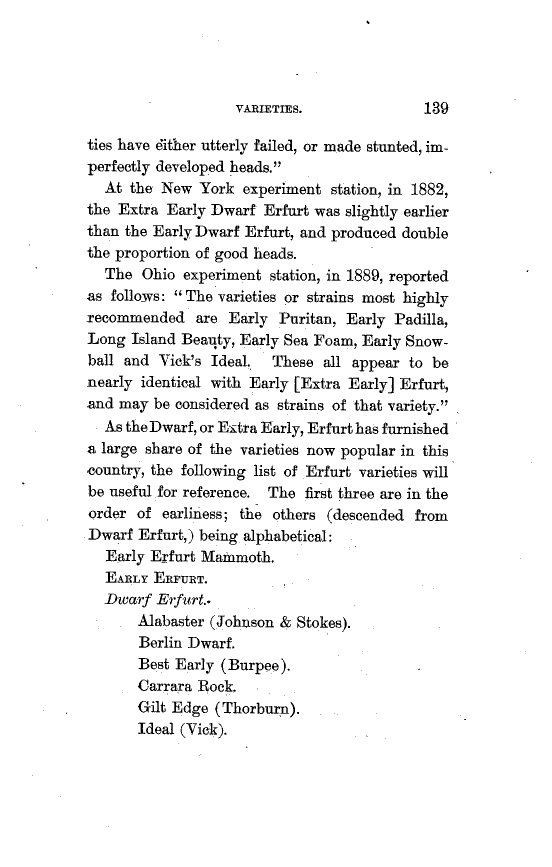 VARIETIES. 139
ties have either utterly failed, or made stunted, im-
perfectly developed heads."
At the New York experiment station, in 1882,
the Extra Early Dwarf Erfurt was slightly earlier
than the Early Dwarf Erfurt, and produced double
the proportion of good heads.
The Ohio experiment station, in 1889, reported
as follows: "The varieties or strains most highly
recommended are Early Puritan, Early Padilla,
Long Island Beauty, Early Sea Foam, Early Snow-
ball and Vick's Ideal. These all appear to be
nearly identical with Early [Extra Early] Erfurt,
and may be considered as strains of that variety."
As the Dwarf, or Extra Early, Erfurt has furnished
a large share of the varieties now popular in this
country, the following list of Erfurt varieties will
be useful for reference. The first three are in the
order of earliness; the others (descended from
Dwarf Erfurt,) being alphabetical:
Early Erfurt Mammoth.
EARLY ERFURT.
Dwarf Erfurt.
Alabaster (Johnson & Stokes).
Berlin Dwarf.
Best Early (Burpee).
Carrara Rock.
Gilt Edge (Thorburn).
Ideal (Vick).